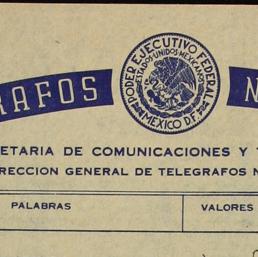 PODER EJECUTIVO FEDERAL
ESTADOS·UNIDOS·MEXICANOS
MEXICO D.F.
RAFOS N
ETARIA DE COMUNICACIONES Y
RECCION GENERAL DE TELEGRAFOS N
PALABRAS VALORES